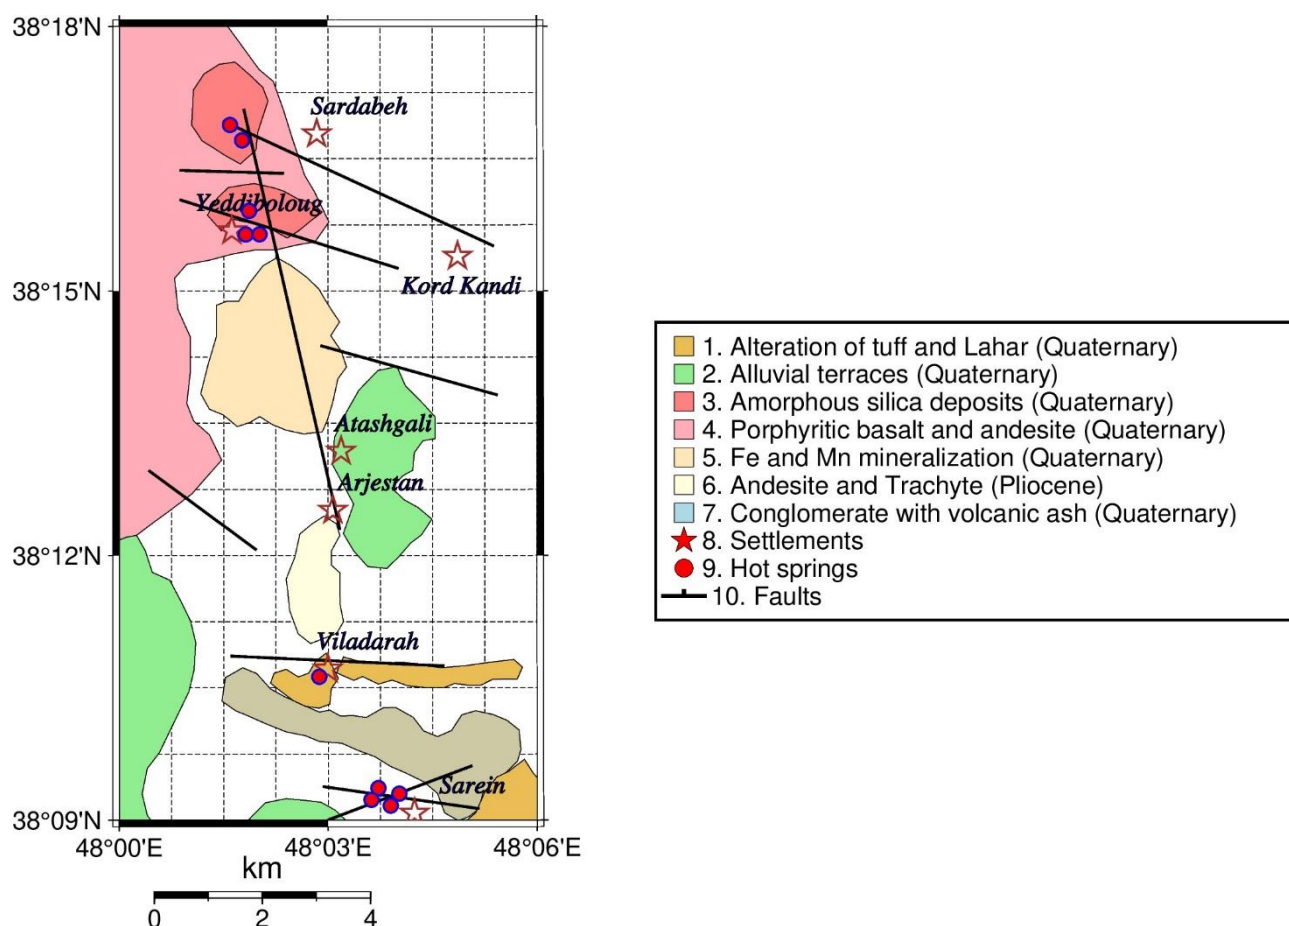 38°18'N
Sardabeh
Yeddiboloug
Kord Kandi
38°15'N
Atashgali
Arjestan
38°12'N
Viladarah
Sarein
38°09'N
48°00'E 48°03'E 48°06'E
km
0 2 4
1. Alteration of tuff and Lahar (Quaternary)
2. Alluvial terraces (Quaternary)
3. Amorphous silica deposits (Quaternary)
4. Porphyritic basalt and andesite (Quaternary)
5. Fe and Mn mineralization (Quaternary)
6. Andesite and Trachyte (Pliocene)
7. Conglomerate with volcanic ash (Quaternary)
8. Settlements
9. Hot springs
10. Faults